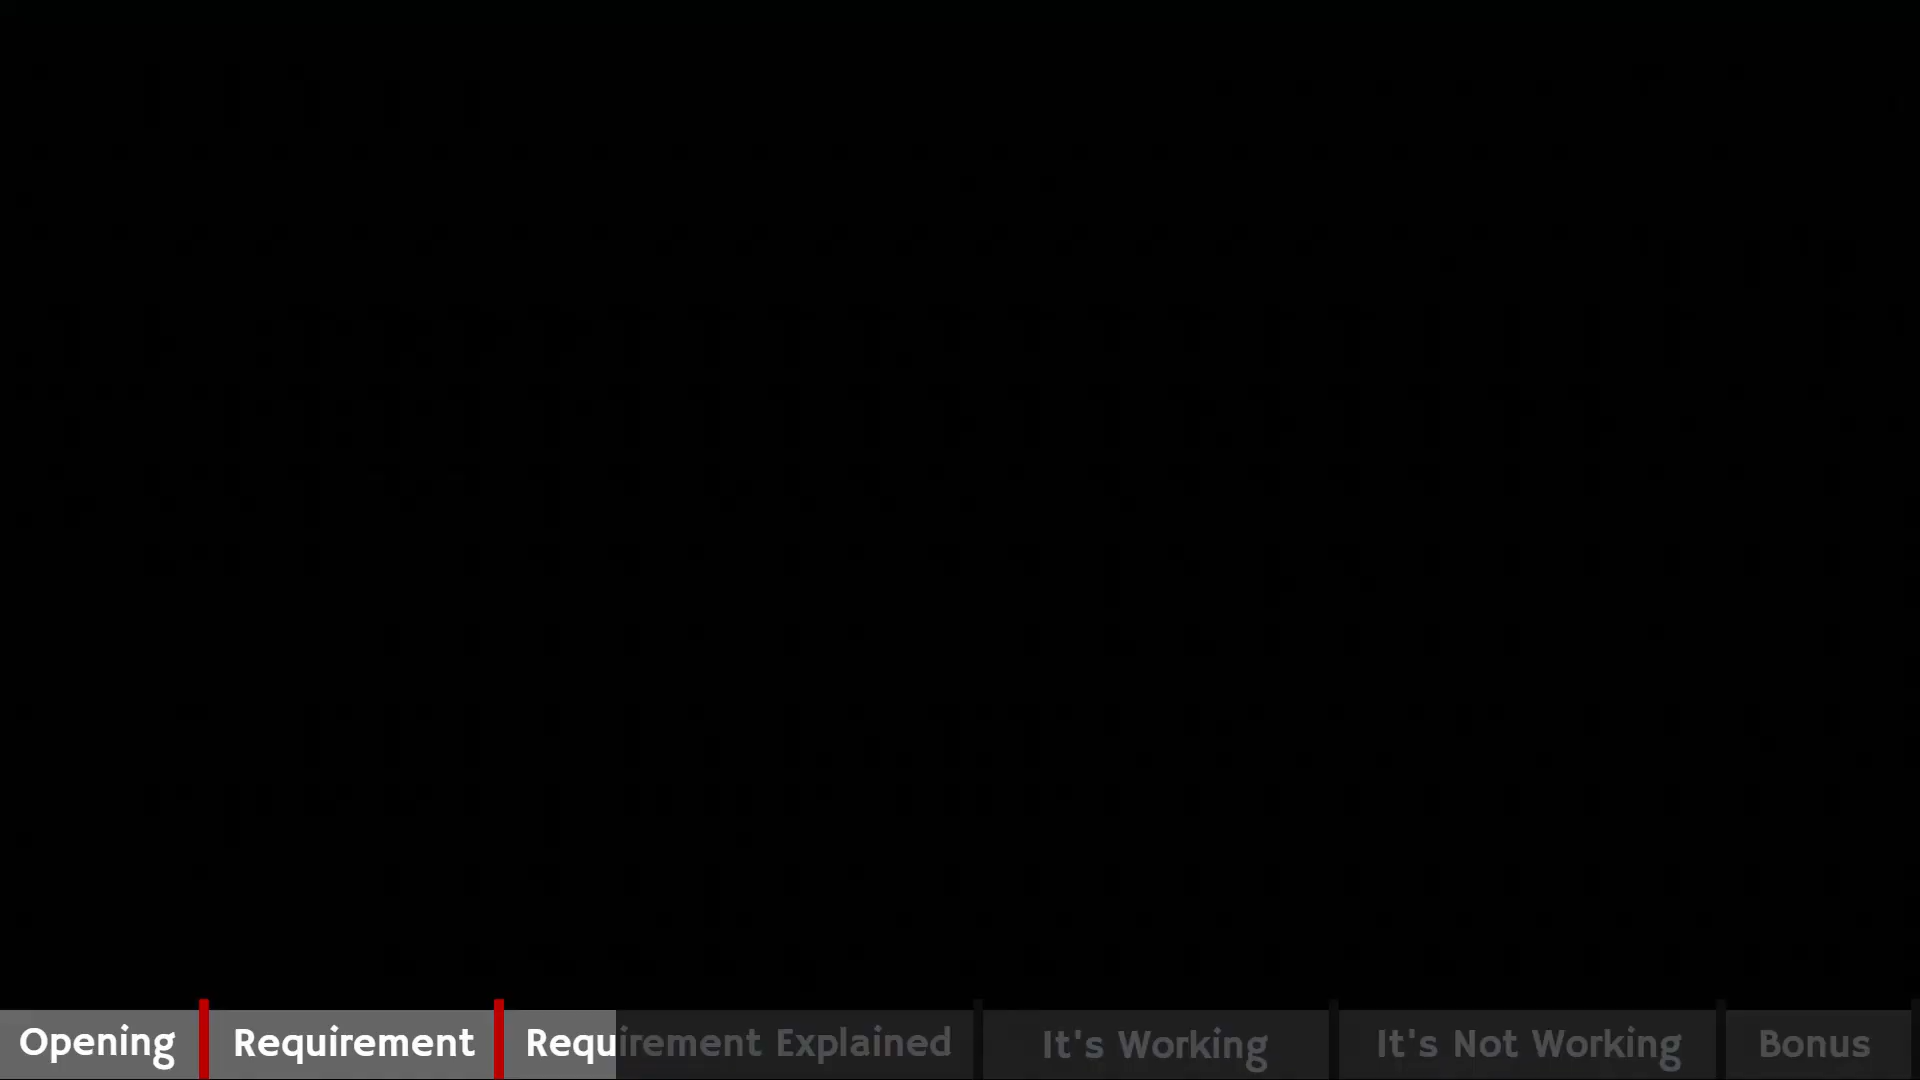 Opening
Requirement
Requirement Explained
It's Working
It's Not Working
Bonus